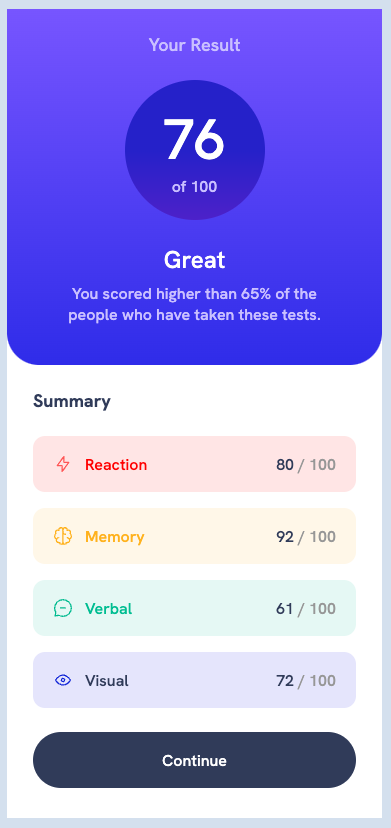 Your Result
76
of 100
Great
You scored higher than 65% of the
people who have taken these tests.
Summary
Reaction 80 / 100
Memory 92 / 100
Verbal 61 / 100
Visual 72 / 100
Continue